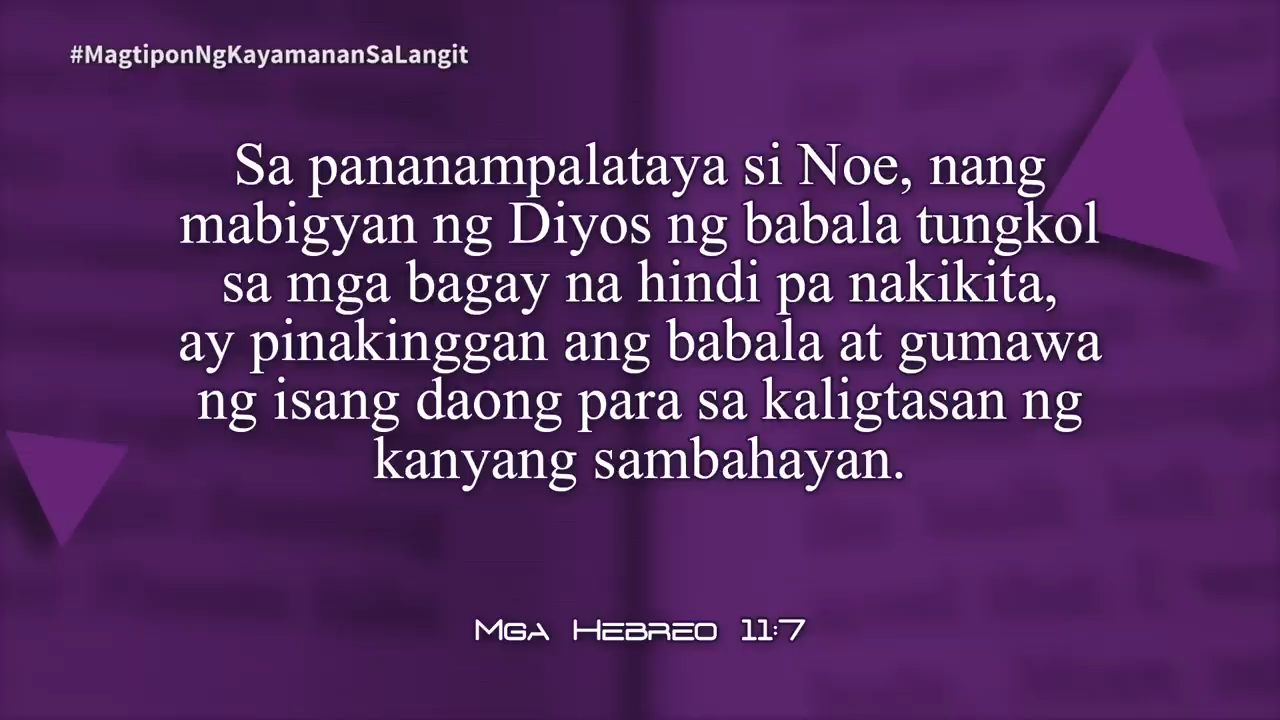 #MagtiponNgKayamananSaLangit
Sa pananampalataya si Noe, nang
mabigyan ng Diyos ng babala tungkol
sa mga bagay na hindi pa nakikita,
ay pinakinggan ang babala at gumawa
ng isang daong para sa kaligtasan ng
kanyang sambahayan.
Mga Hebreo 11:7